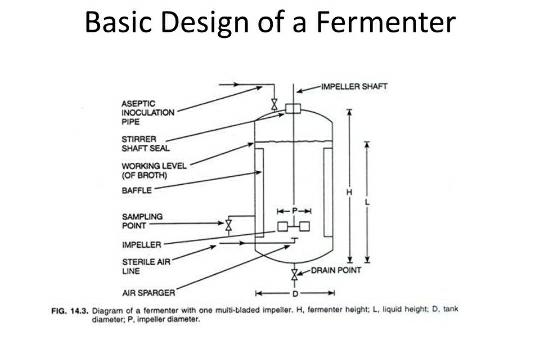 Basic Design of a Fermenter
IMPELLER SHAFT
ASEPTIC
INOCULATION
PIPE
STIRRER
SHAFT SEAL
WORKING LEVEL
(OF BROTH)
BAFFLE
H
L
P
SAMPLING
POINT
IMPELLER
STERILE AIR
LINE
DRAIN POINT
AIR SPARGER
D
FIG. 14.3. Diagram of a fermenter with one multi-bladed impeller. H, fermenter height; L, liquid height; D, tank
diameter; P, impeller diameter.